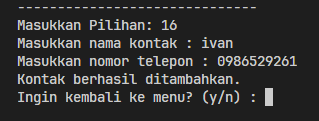 ------------------------------
Masukkan Pilihan: 16
Masukkan nama kontak : ivan
Masukkan nomor telepon : 0986529261
Kontak berhasil ditambahkan.
Ingin kembali ke menu? (y/n) :